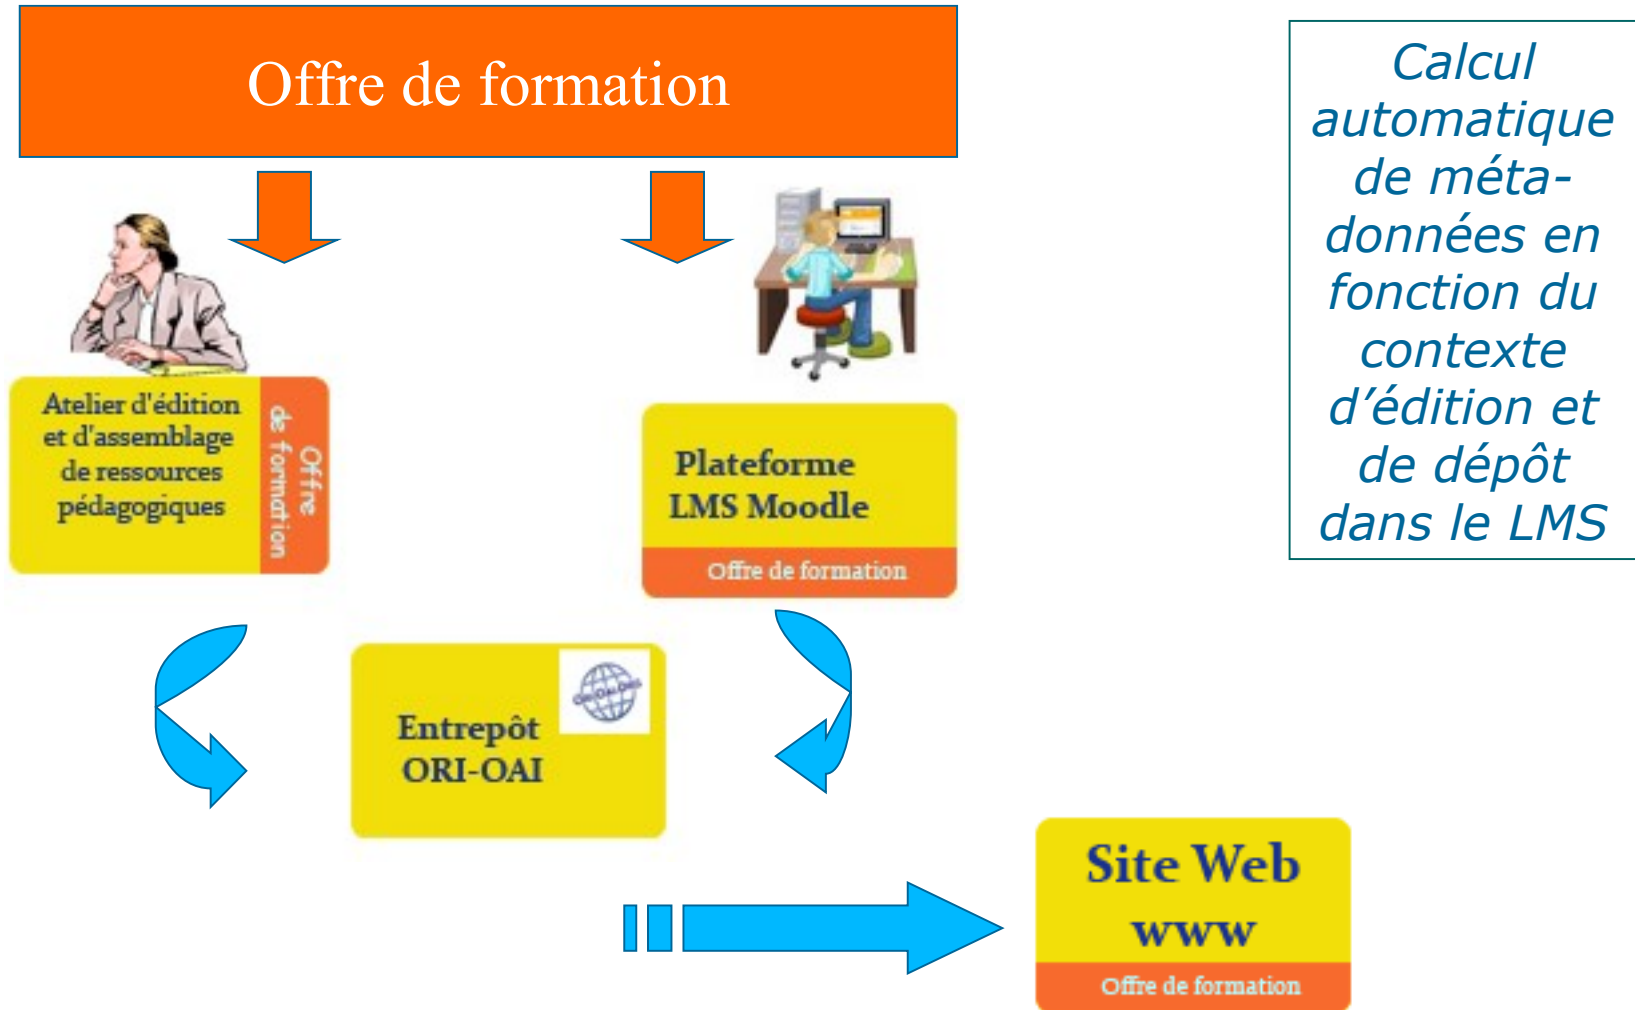 Offre de formation
Calcul
automatique
de méta-
données en
fonction du
contexte
d’édition et
de dépôt
dans le LMS
Atelier d'édition
et d'assemblage
de ressources
pédagogiques
Offre
de formation
Plateforme
LMS Moodle
Offre de formation
Entrepôt
ORI-OAI
Site Web
www
Offre de formation